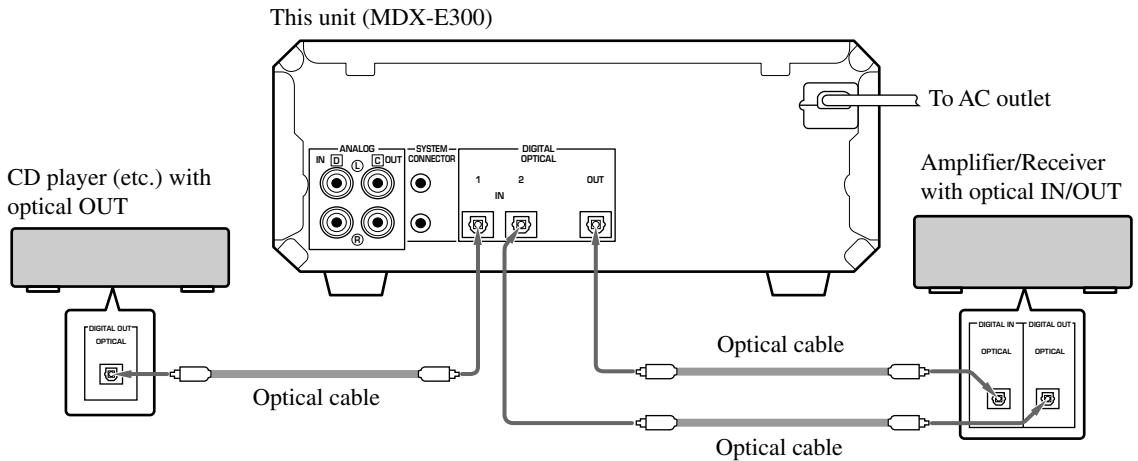 This unit (MDX-E300)
To AC outlet
ANALOG
SYSTEM
CONNECTOR
DIGITAL
OPTICAL
IN D C OUT
L
R
1 2 OUT
IN
CD player (etc.) with
optical OUT
DIGITAL OUT
OPTICAL
Optical cable
Amplifier/Receiver
with optical IN/OUT
DIGITAL IN DIGITAL OUT
OPTICAL OPTICAL
Optical cable
Optical cable